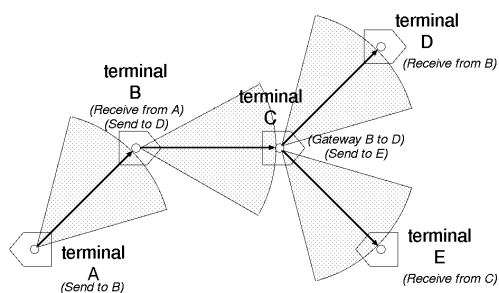 terminal
D
(Receive from B)
terminal
B
(Receive from A)
(Send to D)
terminal
C
(Gateway B to D)
(Send to E)
terminal
A
(Send to B)
terminal
E
(Receive from C)